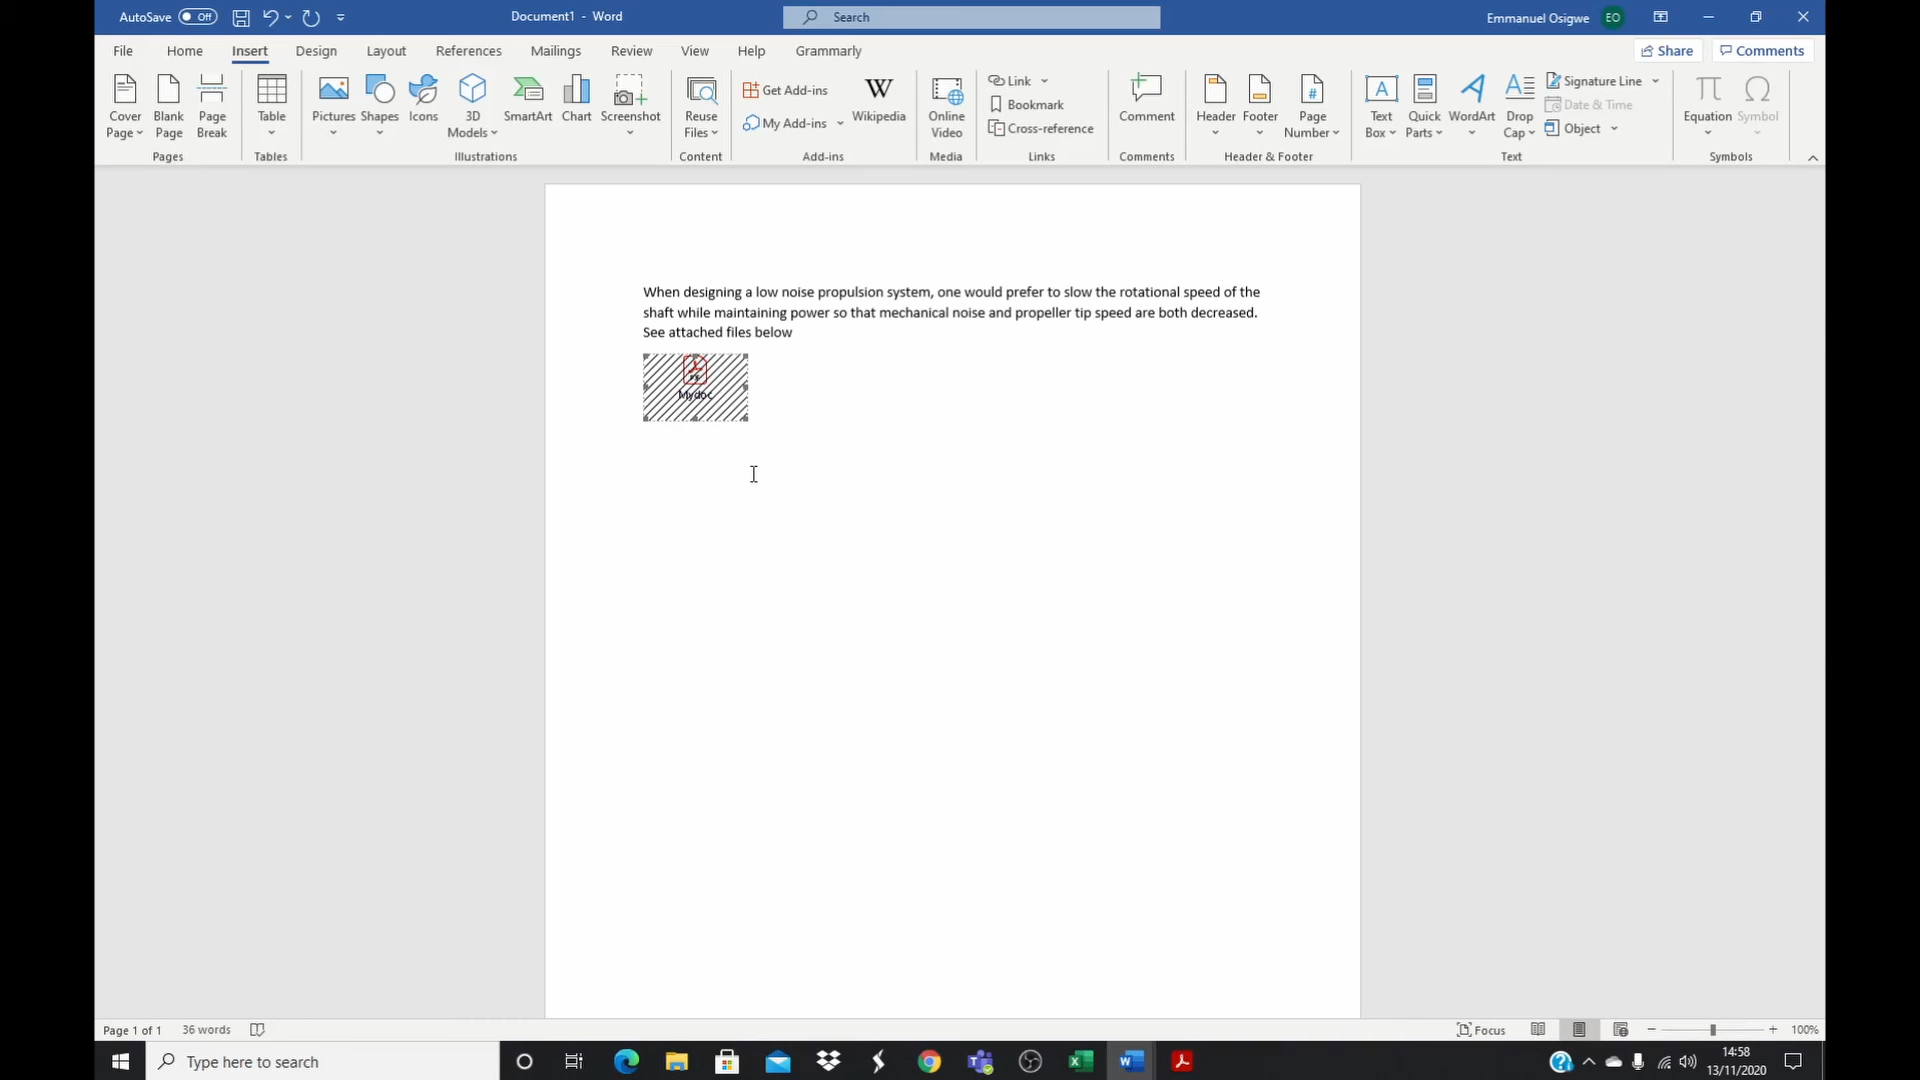 AutoSave Off
Document1 - Word
Search
Emmanuel Osigwe EO
File Home Insert Design Layout References Mailings Review View Help Grammarly
Share Comments
Cover Page
Blank Page
Page Break
Pages
Table
Tables
Pictures
Shapes
Icons
3D Models
SmartArt
Chart
Screenshot
Illustrations
Reuse Files
Content
Get Add-ins
My Add-ins
W
Wikipedia
Add-ins
Online Video
Media
Link
Bookmark
Cross-reference
Links
Comment
Comments
Header
Footer
#
Page Number
Header & Footer
A
Text Box
Quick Parts
A
WordArt
A
Drop Cap
Signature Line
Date & Time
Object
Text
π
Equation
Ω
Symbol
Symbols
When designing a low noise propulsion system, one would prefer to slow the rotational speed of the
shaft while maintaining power so that mechanical noise and propeller tip speed are both decreased.
See attached files below
Mydoc
Page 1 of 1 36 words
Focus
100%
Type here to search
14:58
13/11/2020